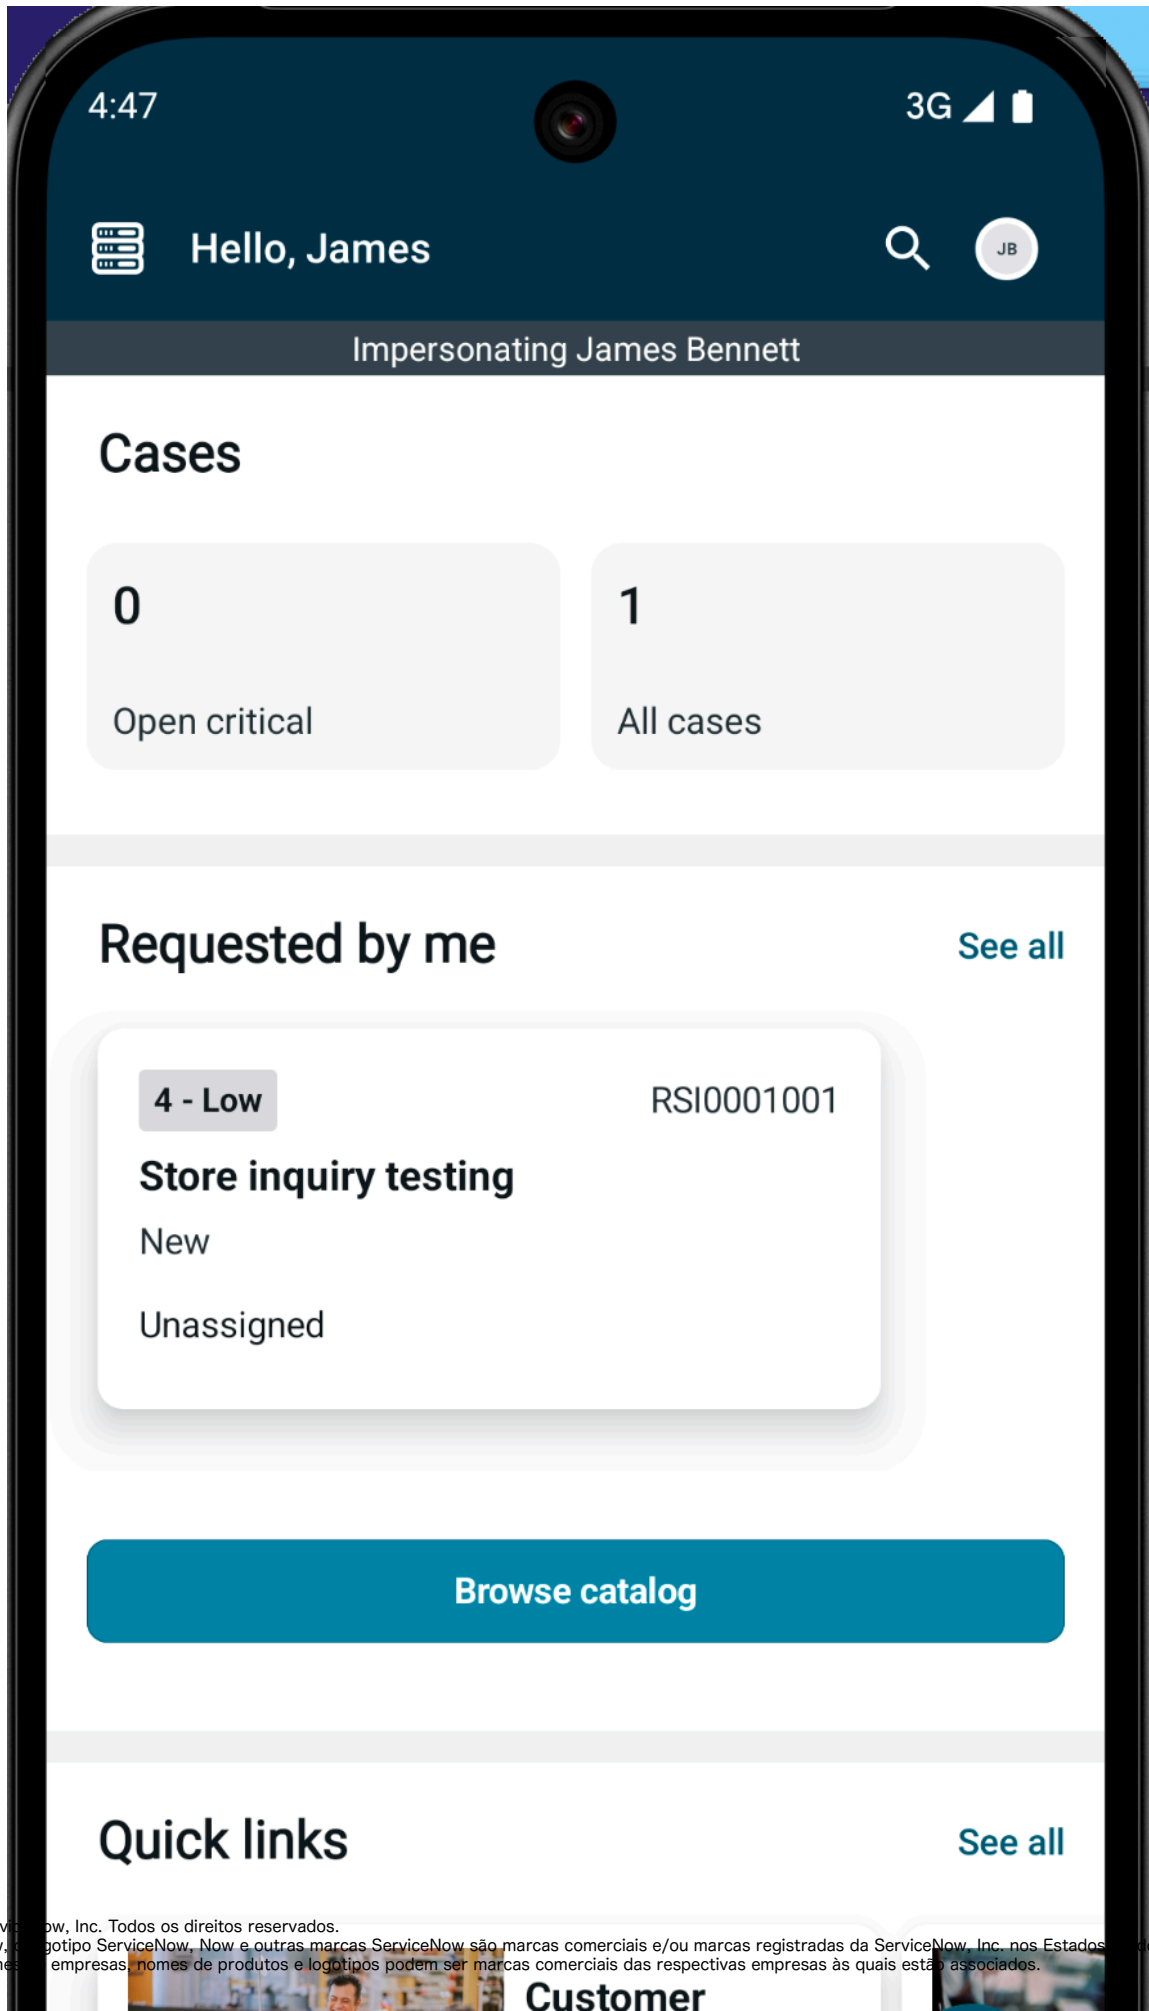 4:47
3G
Hello, James
JB
Impersonating James Bennett
Cases
0
1
Open critical
All cases
Requested by me
See all
4 - Low
RSI0001001
Store inquiry testing
New
Unassigned
Browse catalog
Quick links
See all
ow, Inc. Todos os direitos reservados.
gotipo ServiceNow, Now e outras marcas ServiceNow são marcas comerciais e/ou marcas registradas da ServiceNow, Inc. nos Estados
empresas, nomes de produtos e logotipos podem ser marcas comerciais das respectivas empresas às quais estão associados.
Customer